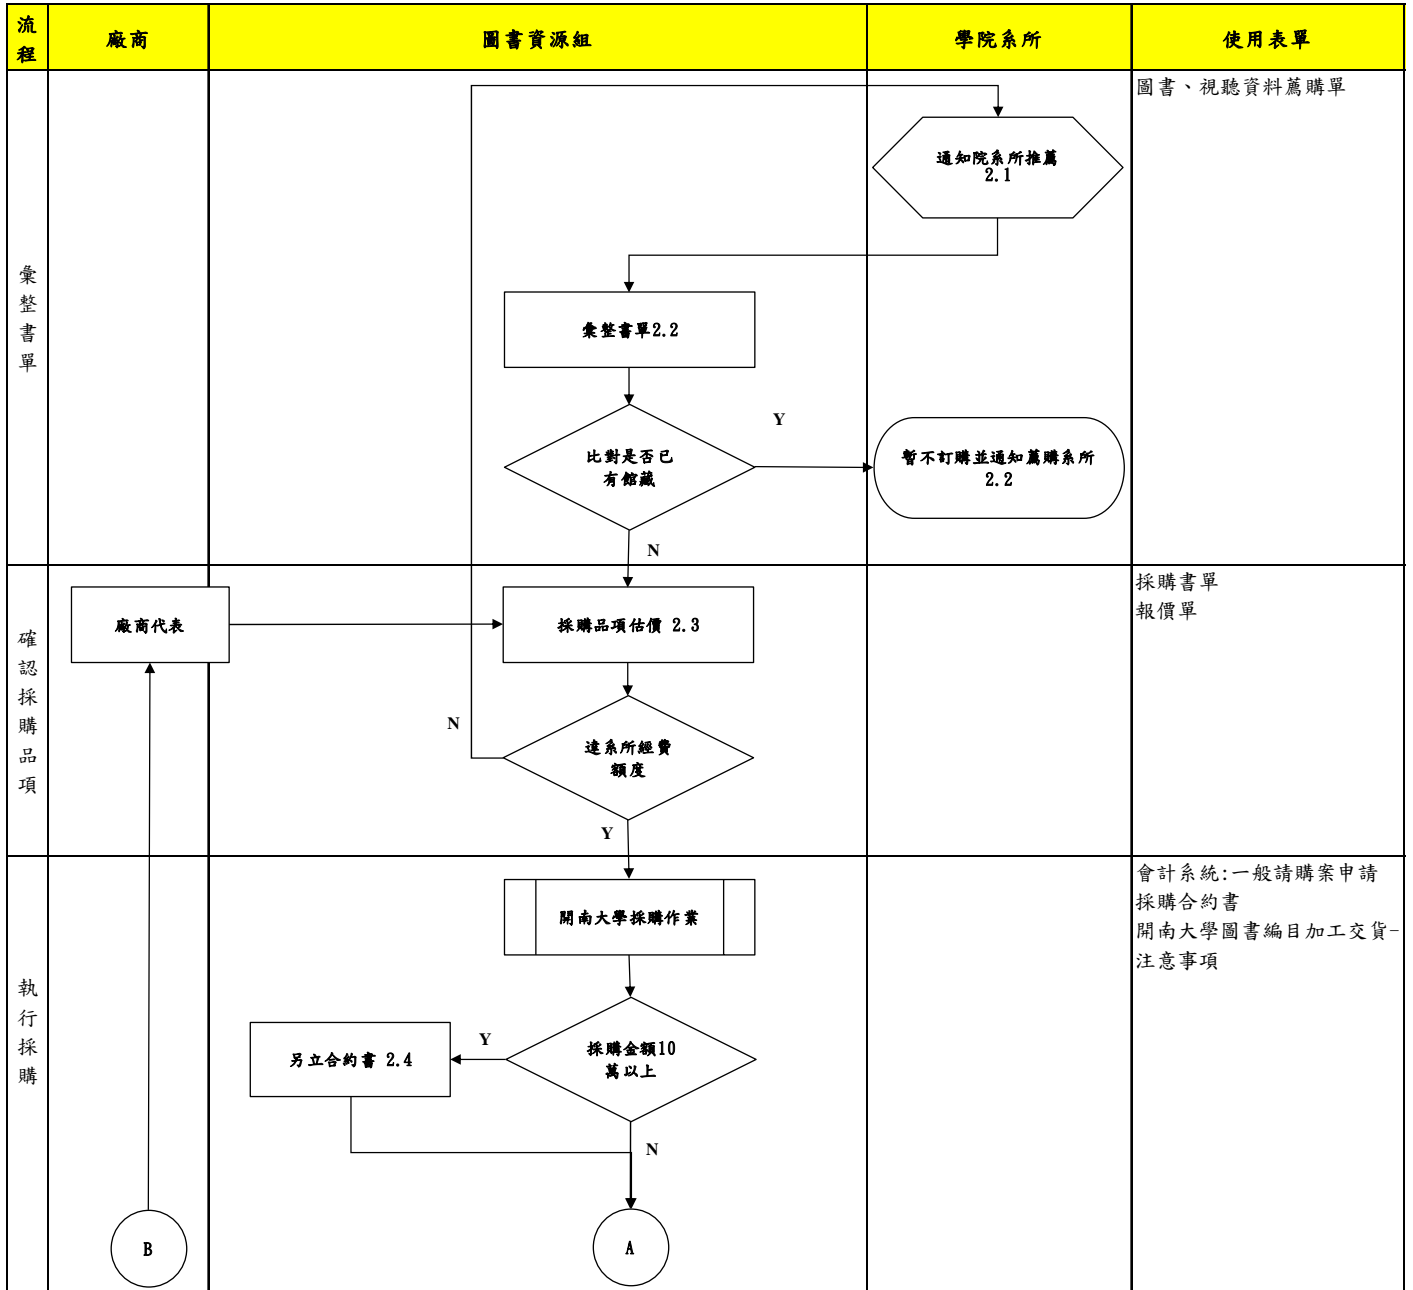 流
程
廠商
圖書資源組
學院系所
使用表單
彙
整
書
單
圖書、視聽資料薦購單
通知院系所推薦
2.1
彙整書單2.2
比對是否已
有館藏
Y
暫不訂購並通知薦購系所
2.2
N
確
認
採
購
品
項
廠商代表
採購品項估價 2.3
採購書單
報價單
N
達系所經費
額度
Y
執
行
採
購
開南大學採購作業
會計系統:一般請購案申請
採購合約書
開南大學圖書編目加工交貨-
注意事項
另立合約書 2.4
Y
採購金額10
萬以上
N
B
A